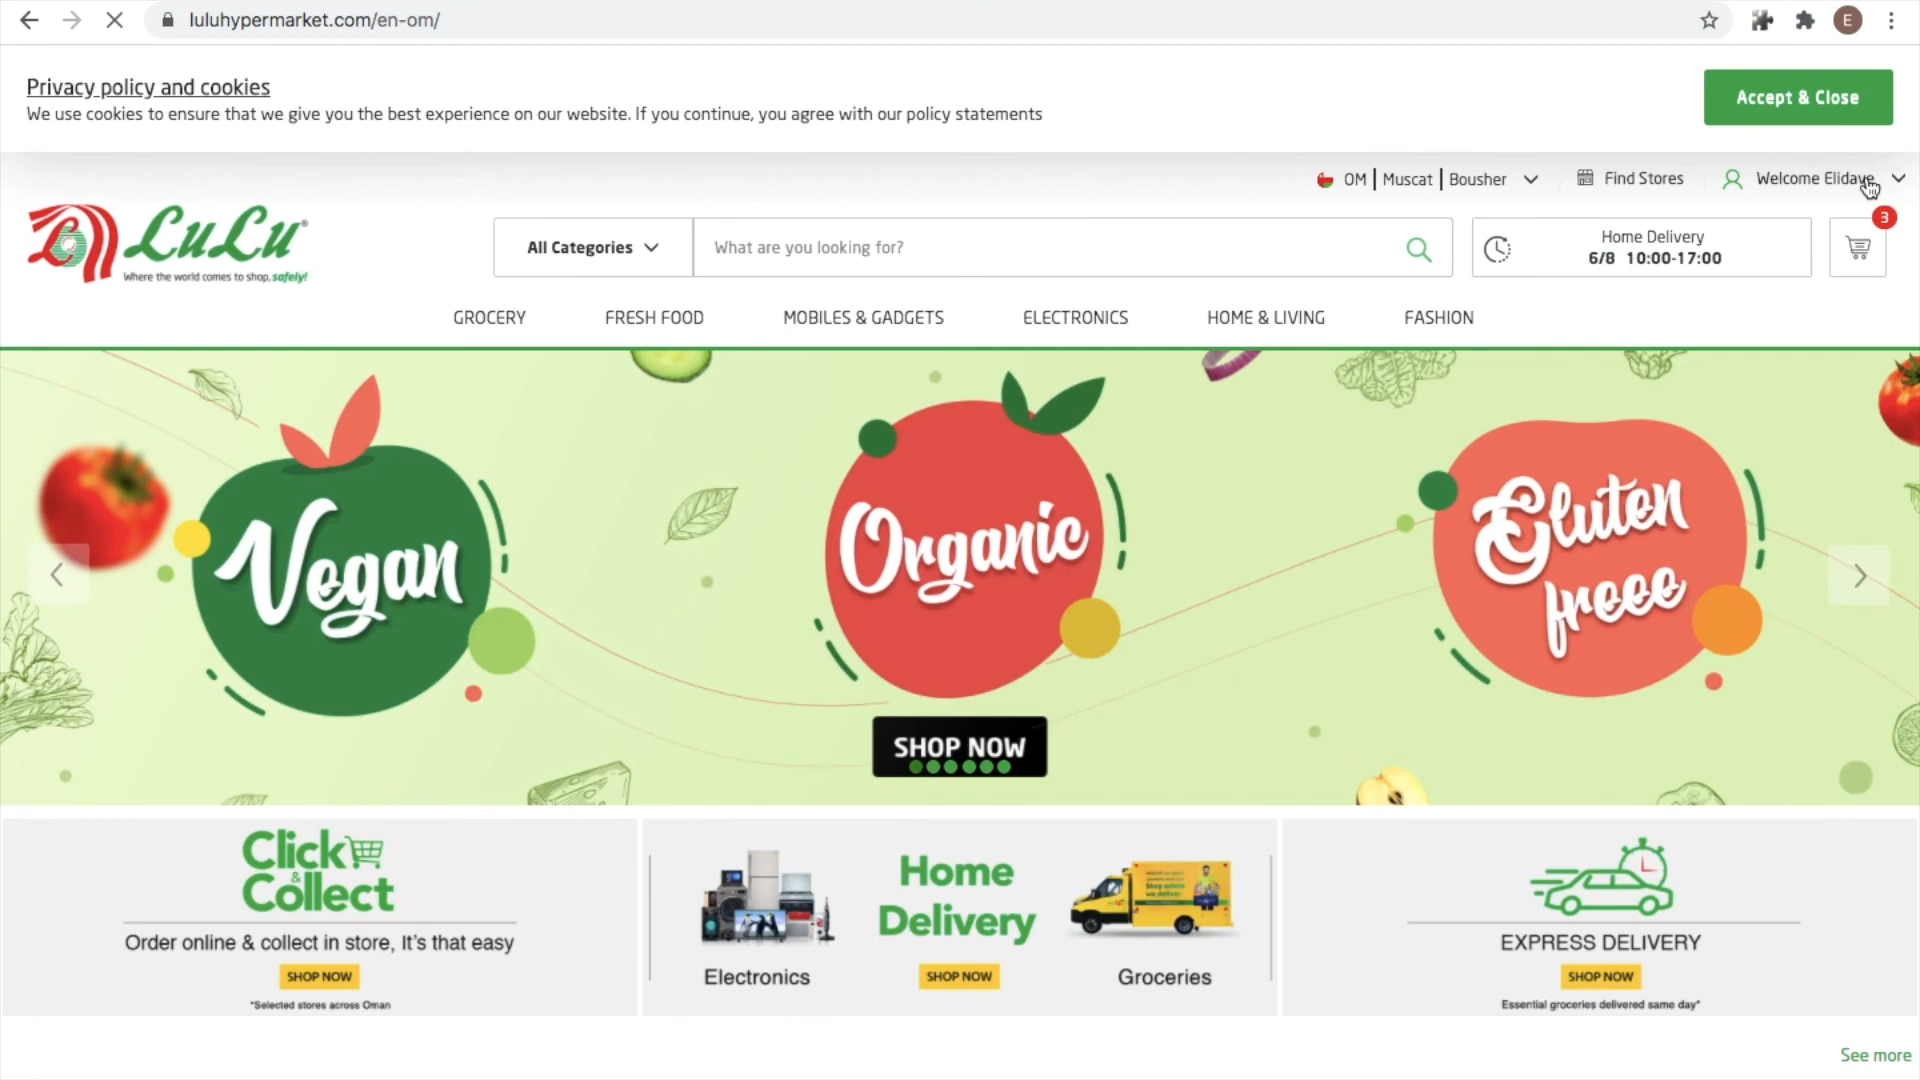 luluhypermarket.com/en-om/
E
Privacy policy and cookies
We use cookies to ensure that we give you the best experience on our website. If you continue, you agree with our policy statements
Accept & Close
OM | Muscat | Bousher
Find Stores
Welcome Elidave
LuLu®
Where the world comes to shop, safely!
All Categories
What are you looking for?
Home Delivery
6/8 10:00-17:00
3
GROCERY
FRESH FOOD
MOBILES & GADGETS
ELECTRONICS
HOME & LIVING
FASHION
Vegan
Organic
Gluten
freee
SHOP NOW
Click
&
Collect
Order online & collect in store, It's that easy
SHOP NOW
*Selected stores across Oman
Electronics
Home
Delivery
SHOP NOW
Groceries
EXPRESS DELIVERY
SHOP NOW
Essential groceries delivered same day*
See more